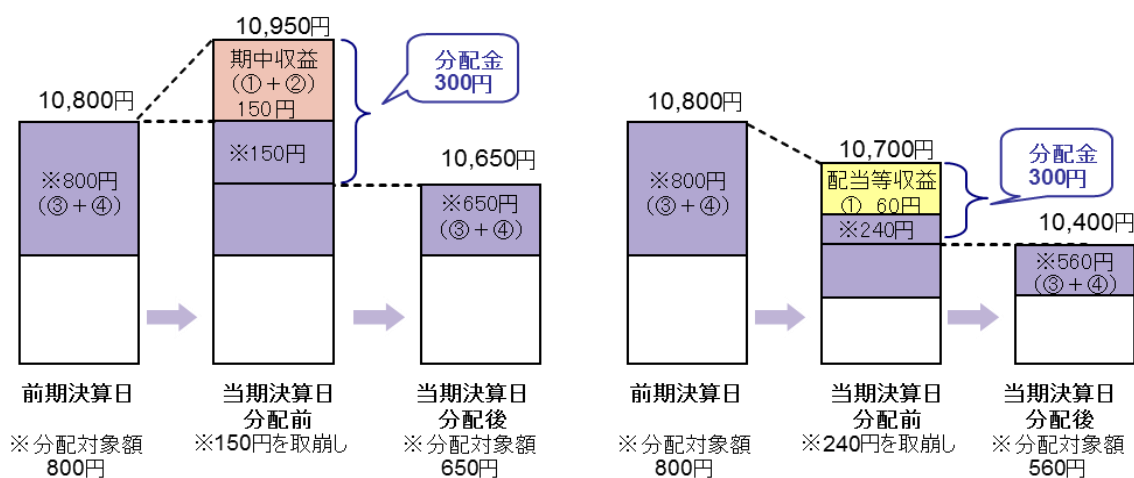 10,950円
期中収益
(①+②)
150円
分配金
300円
10,800円
※800円
(③+④)
※150円
10,650円
※650円
(③+④)
前期決算日
当期決算日
分配前
当期決算日
分配後
※分配対象額
800円
※150円を取崩し
※分配対象額
650円
10,800円
※800円
(③+④)
10,700円
配当等収益
① 60円
※240円
分配金
300円
10,400円
※560円
(③+④)
前期決算日
当期決算日
分配前
当期決算日
分配後
※分配対象額
800円
※240円を取崩し
※分配対象額
560円